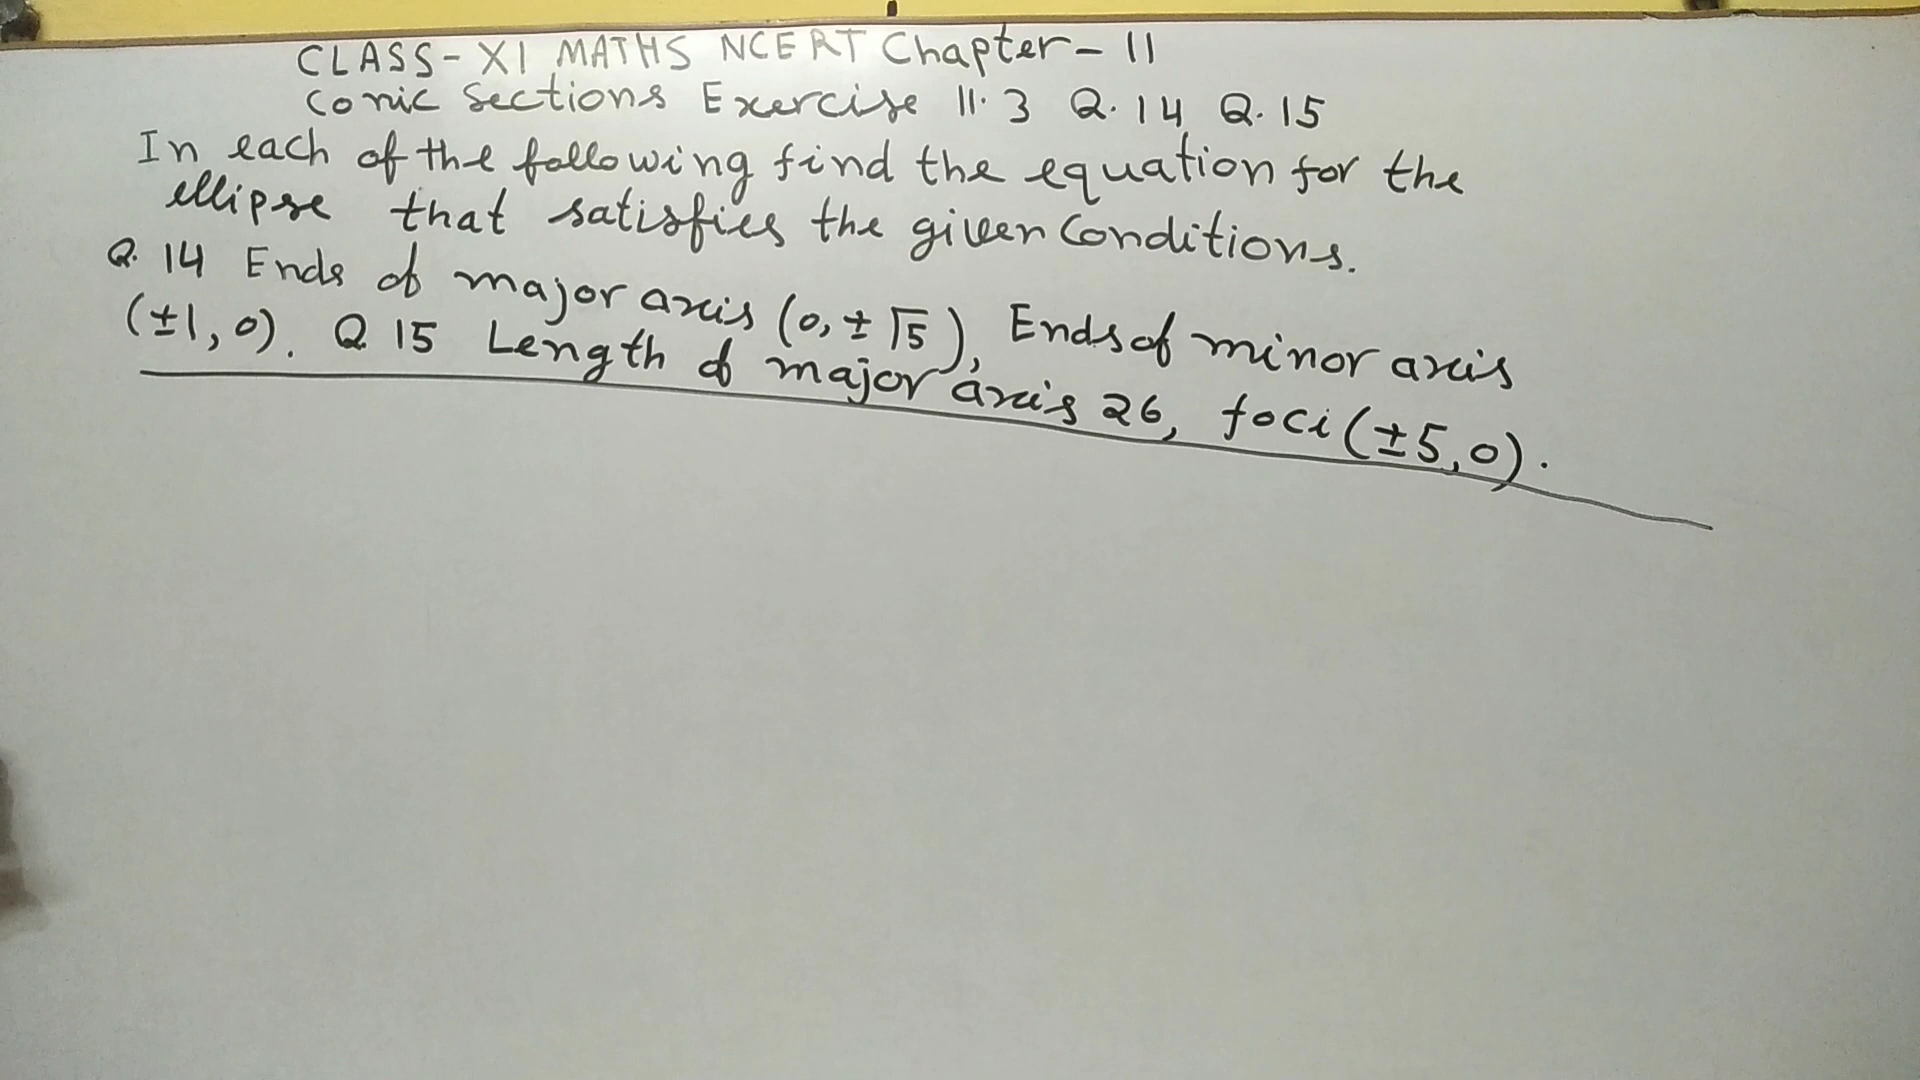 CLASS-XI MATHS NCERT Chapter-11
Conic Sections Exercise 11.3 Q.14 Q.15
In each of the following find the equation for the
ellipse that satisfies the given Conditions.
Q.14 Ends of major axis (0,±√5), Ends of minor axis
(±1,0). Q 15 Length of major axis 26, foci(±5,0).